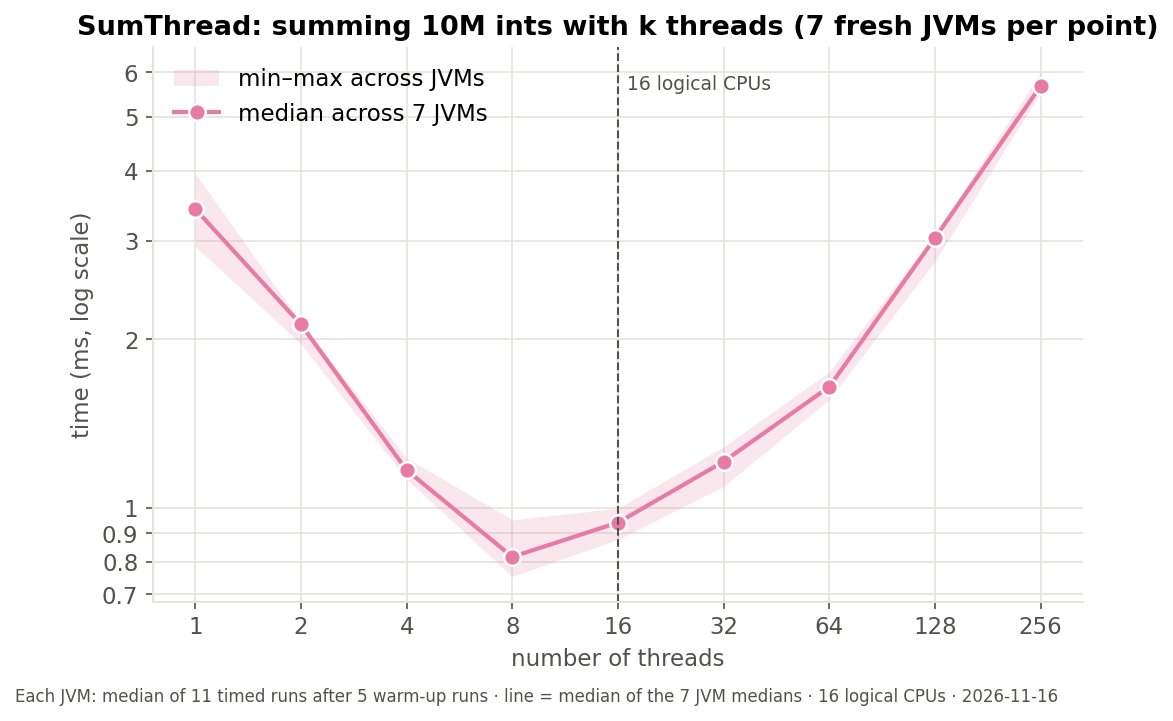 SumThread: summing 10M ints with k threads (7 fresh JVMs per point)
min–max across JVMs
median across 7 JVMs
16 logical CPUs
time (ms, log scale)
6
5
4
3
2
1
0.9
0.8
0.7
1 2 4 8 16 32 64 128 256
number of threads
Each JVM: median of 11 timed runs after 5 warm-up runs · line = median of the 7 JVM medians · 16 logical CPUs · 2026-11-16